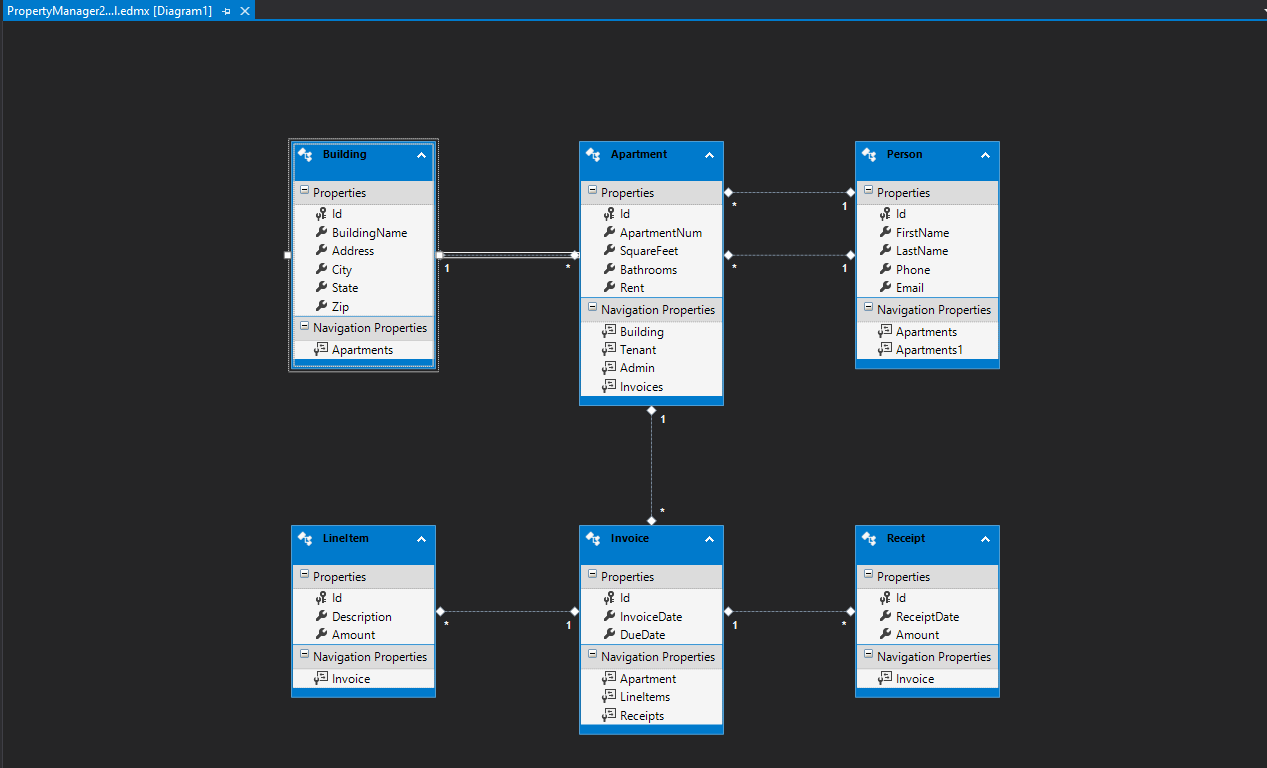 PropertyManager2...l.edmx [Diagram1]
Building
Properties
Id
BuildingName
Address
City
State
Zip
Navigation Properties
Apartments
1
*
Apartment
Properties
Id
ApartmentNum
SquareFeet
Bathrooms
Rent
Navigation Properties
Building
Tenant
Admin
Invoices
*
1
*
1
Person
Properties
Id
FirstName
LastName
Phone
Email
Navigation Properties
Apartments
Apartments1
1
*
LineItem
Properties
Id
Description
Amount
Navigation Properties
Invoice
*
1
Invoice
Properties
Id
InvoiceDate
DueDate
Navigation Properties
Apartment
LineItems
Receipts
1
*
Receipt
Properties
Id
ReceiptDate
Amount
Navigation Properties
Invoice